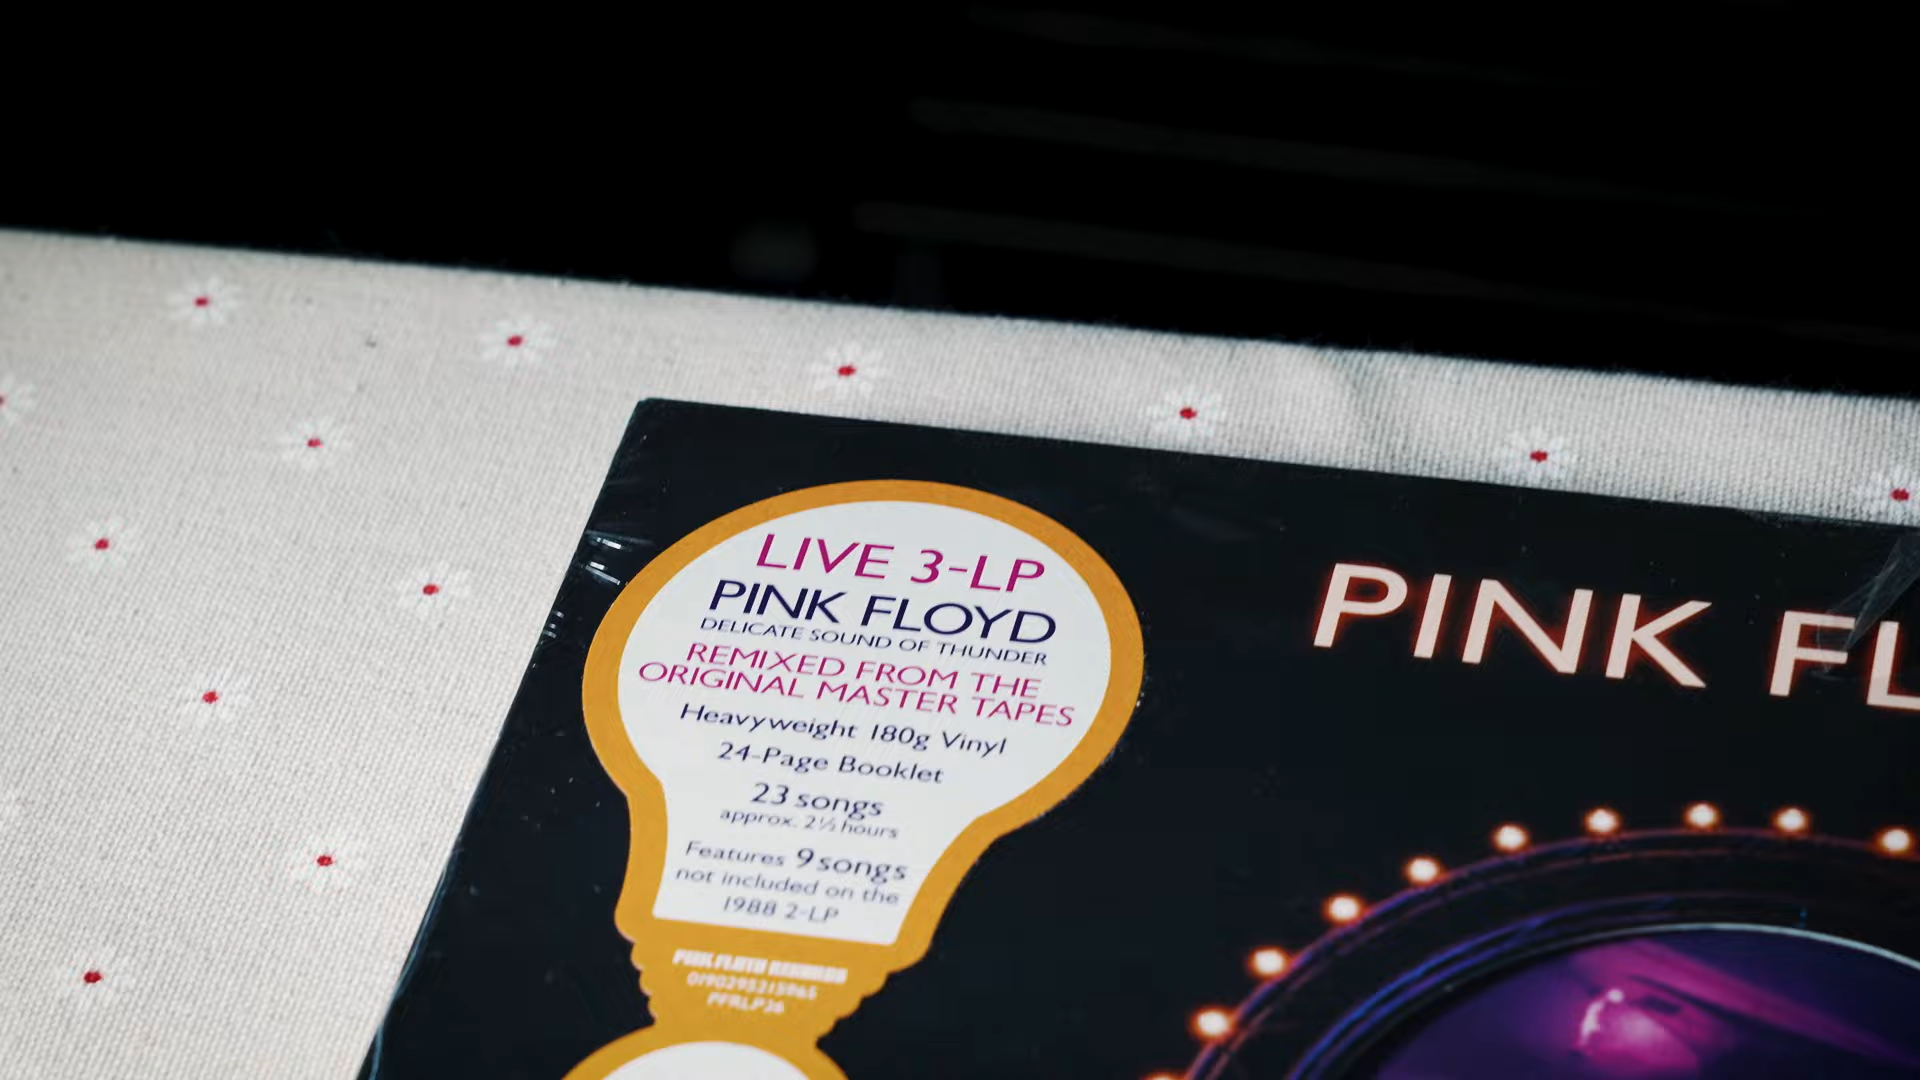 LIVE 3-LP
PINK FLOYD
DELICATE SOUND OF THUNDER
REMIXED FROM THE
ORIGINAL MASTER TAPES
Heavyweight 180g Vinyl
24-Page Booklet
23 songs
approx. 2½ hours
Features 9 songs
not included on the
1988 2-LP
PINK FLOYD RECORDS
0190295215965
PFRLP36
PINK FL